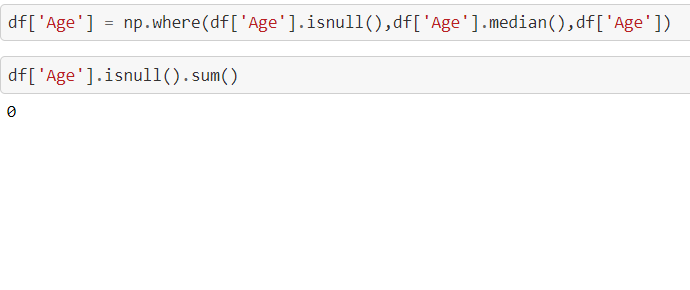 df['Age'] = np.where(df['Age'].isnull(),df['Age'].median(),df['Age'])
df['Age'].isnull().sum()
0